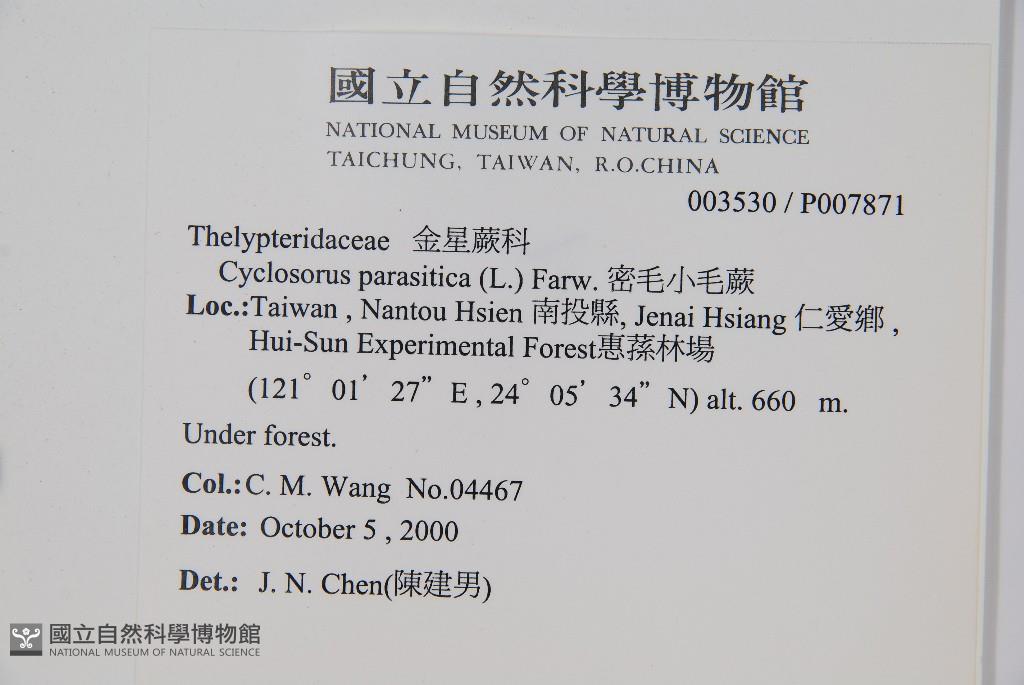 國立自然科學博物館
NATIONAL MUSEUM OF NATURAL SCIENCE
TAICHUNG, TAIWAN, R.O.CHINA
003530 / P007871
Thelypteridaceae 金星蕨科
Cyclosorus parasitica (L.) Farw. 密毛小毛蕨
Loc.:Taiwan , Nantou Hsien 南投縣, Jenai Hsiang 仁愛鄉 ,
Hui-Sun Experimental Forest惠蓀林場
(121° 01' 27" E , 24° 05' 34" N) alt. 660 m.
Under forest.
Col.: C. M. Wang No.04467
Date: October 5 , 2000
Det.: J. N. Chen(陳建男)
國立自然科學博物館
NATIONAL MUSEUM OF NATURAL SCIENCE